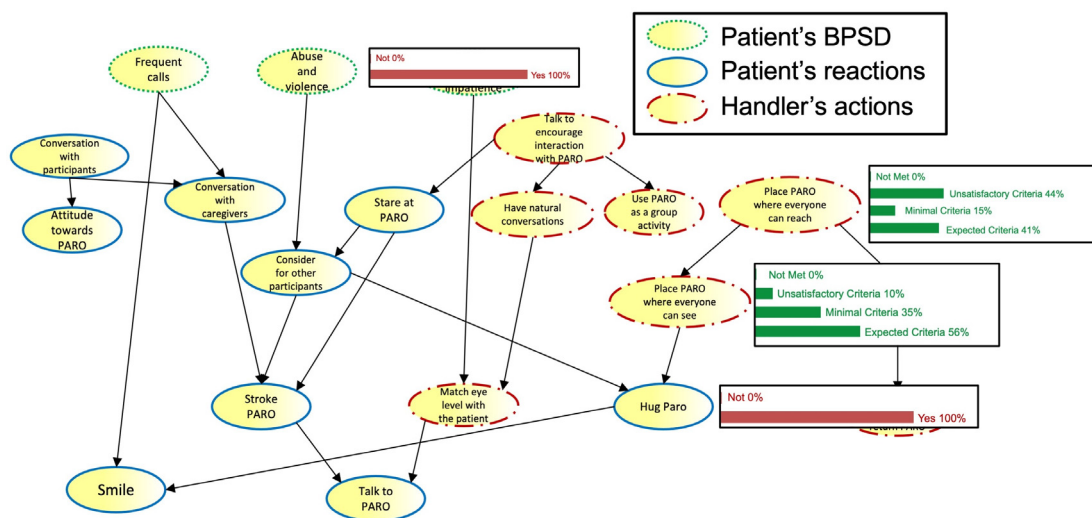 Patient's BPSD
Patient's reactions
Handler's actions
Frequent
calls
Abuse
and
violence
Not 0%
Yes 100%
Impatience
Talk to
encourage
interaction
with PARO
Conversation
with
participants
Conversation
with
caregivers
Attitude
towards
PARO
Stare at
PARO
Have natural
conversations
Use PARO
as a group
activity
Place PARO
where everyone
can reach
Not Met 0%
Unsatisfactory Criteria 44%
Minimal Criteria 15%
Expected Criteria 41%
Consider
for other
participants
Place PARO
where everyone
can see
Not Met 0%
Unsatisfactory Criteria 10%
Minimal Criteria 35%
Expected Criteria 56%
Stroke
PARO
Match eye
level with
the patient
Hug Paro
Not 0%
Yes 100%
return PARO
Smile
Talk to
PARO